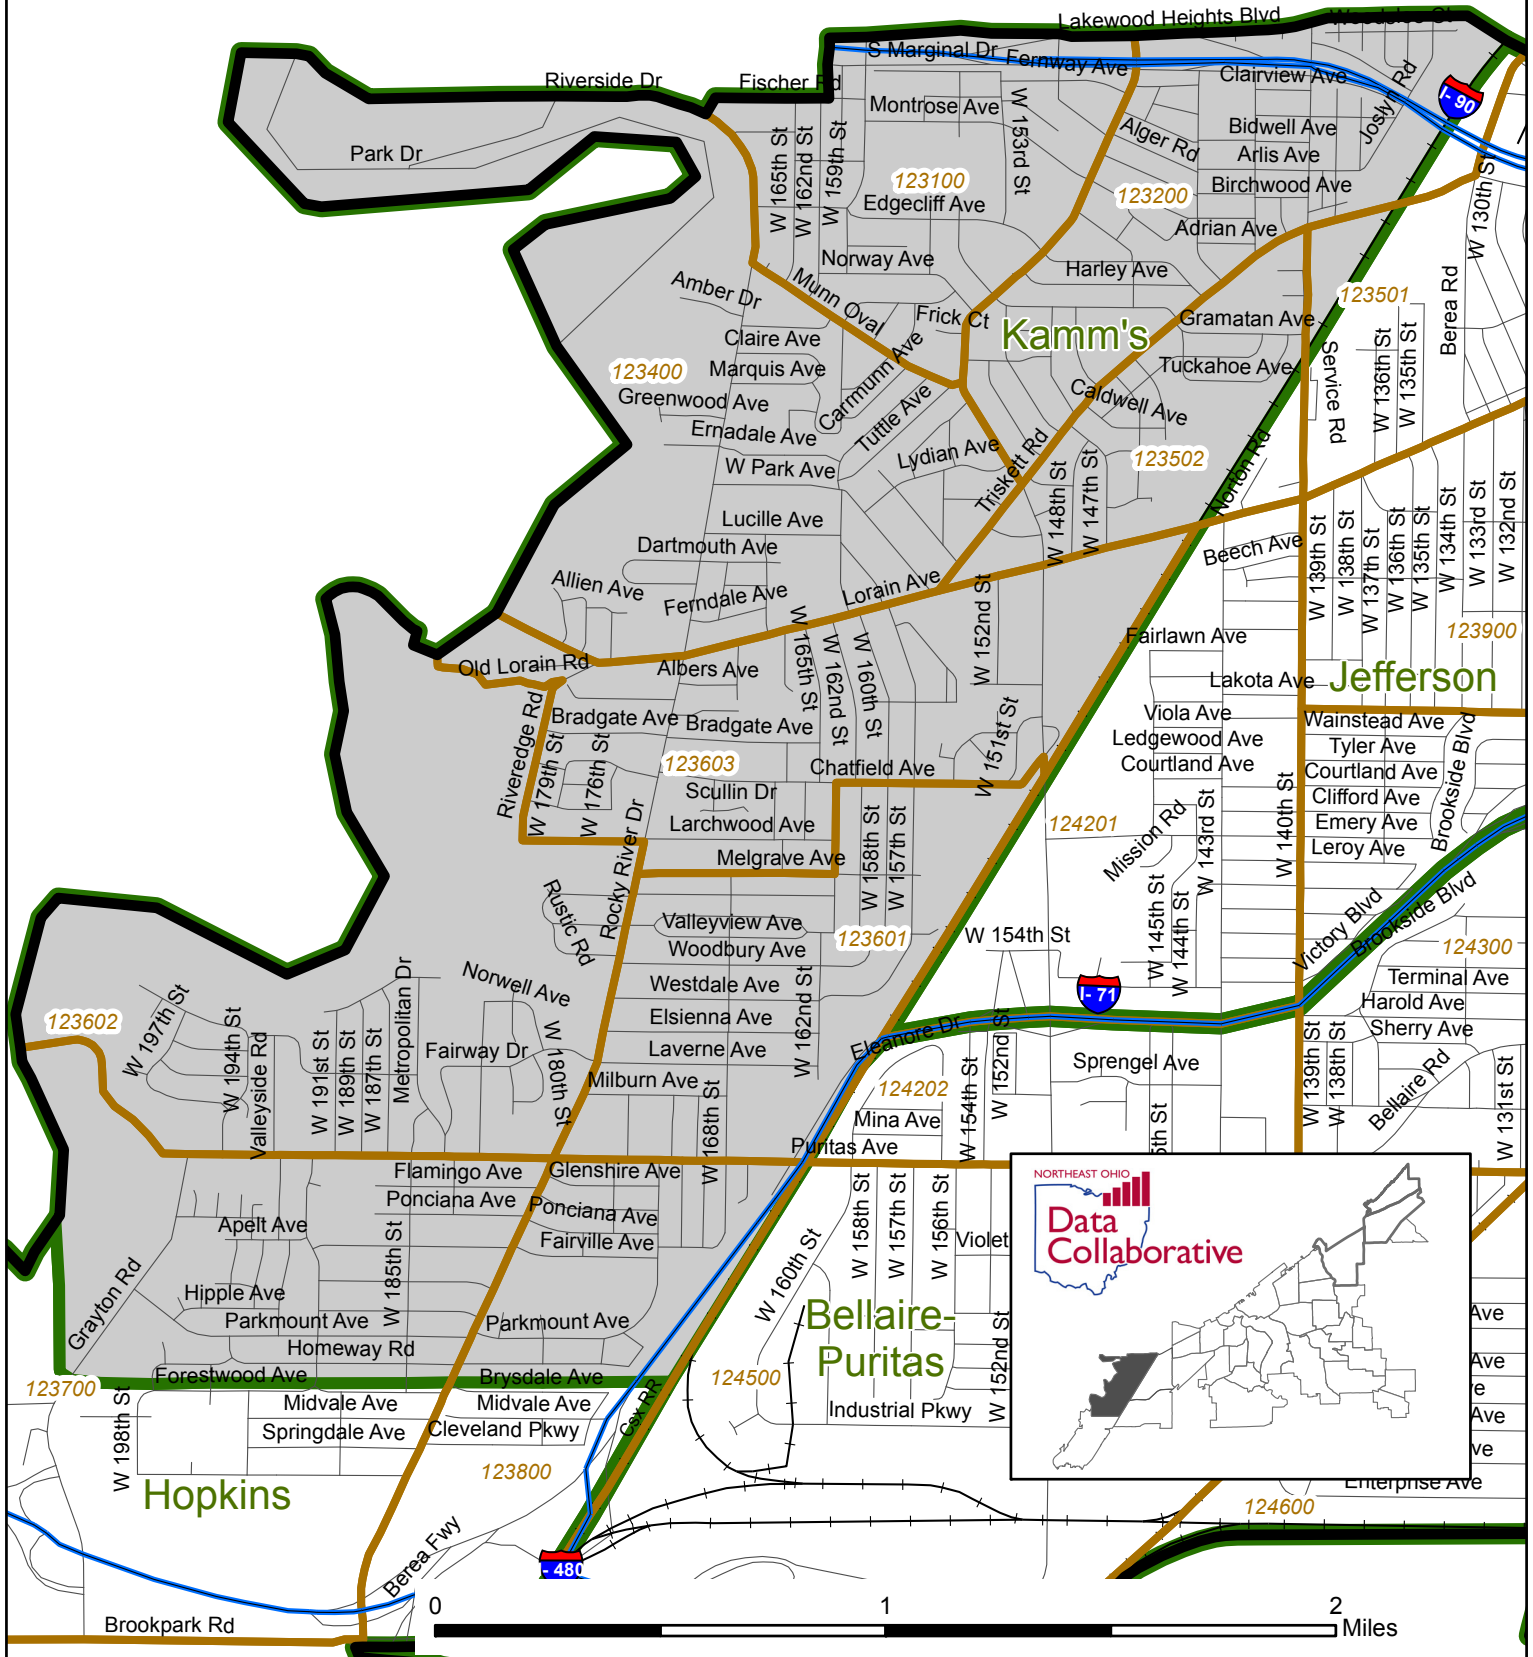 Lakewood Heights Blvd
Woodslee Ct
S Marginal Dr
Fernway Ave
Riverside Dr
Fischer Rd
Clairview Ave
Joslyn Rd
I- 90
Montrose Ave
W 153rd St
Alger Rd
Bidwell Ave
Arlis Ave
Park Dr
W 165th St
W 162nd St
W 159th St
123100
Edgecliff Ave
123200
Birchwood Ave
Adrian Ave
W 130th St
Norway Ave
Harley Ave
Amber Dr
Munn Oval
Frick Ct
Kamm's
Gramatan Ave
123501
Berea Rd
Claire Ave
Marquis Ave
123400
Greenwood Ave
Carrmunn Ave
Tuttle Ave
Tuckahoe Ave
Caldwell Ave
Service Rd
W 136th St
W 135th St
Ernadale Ave
W Park Ave
Lydian Ave
Triskett Rd
123502
Norton Rd
W 148th St
W 147th St
Lucille Ave
Dartmouth Ave
Allien Ave
Ferndale Ave
Lorain Ave
W 152nd St
Beech Ave
W 139th St
W 138th St
W 137th St
W 136th St
W 135th St
W 134th St
W 133rd St
W 132nd St
Fairlawn Ave
123900
Old Lorain Rd
Albers Ave
W 165th St
W 162nd St
W 160th St
Lakota Ave
Jefferson
Riveredge Rd
Bradgate Ave
Bradgate Ave
W 179th St
W 176th St
123603
Chatfield Ave
W 151st St
Viola Ave
Ledgewood Ave
Courtland Ave
Wainstead Ave
Tyler Ave
Courtland Ave
Clifford Ave
Emery Ave
Leroy Ave
Brookside Blvd
Scullin Dr
Larchwood Ave
Melgrave Ave
Rocky River Dr
W 158th St
W 157th St
124201
Mission Rd
W 143rd St
W 140th St
Rustic Rd
Valleyview Ave
Woodbury Ave
123601
W 154th St
W 145th St
W 144th St
Victory Blvd
Brookside Blvd
124300
Norwell Ave
Westdale Ave
I- 71
Terminal Ave
Harold Ave
Sherry Ave
123602
W 197th St
W 194th St
Valleyside Rd
W 191st St
W 189th St
W 187th St
Metropolitan Dr
Fairway Dr
W 180th St
Elsienna Ave
Laverne Ave
W 162nd St
Eleanore Dr
W 152nd St
Sprengel Ave
W 139th St
W 138th St
Bellaire Rd
W 131st St
Milburn Ave
W 168th St
124202
Mina Ave
W 154th St
5th St
Puritas Ave
Flamingo Ave
Glenshire Ave
Ponciana Ave
Ponciana Ave
Apelt Ave
Fairville Ave
W 185th St
W 160th St
W 158th St
W 157th St
W 156th St
Violet
NORTHEAST OHIO
Data
Collaborative
Grayton Rd
Hipple Ave
Parkmount Ave
Parkmount Ave
Homeway Rd
Bellaire-
Puritas
W 152nd St
Ave
Forestwood Ave
Brysdale Ave
124500
Ave
ve
123700
W 198th St
Midvale Ave
Midvale Ave
Csx RR
Industrial Pkwy
Ave
Springdale Ave
Cleveland Pkwy
ve
123800
Hopkins
Enterprise Ave
124600
Berea Fwy
- 480
0
1
2
Miles
Brookpark Rd